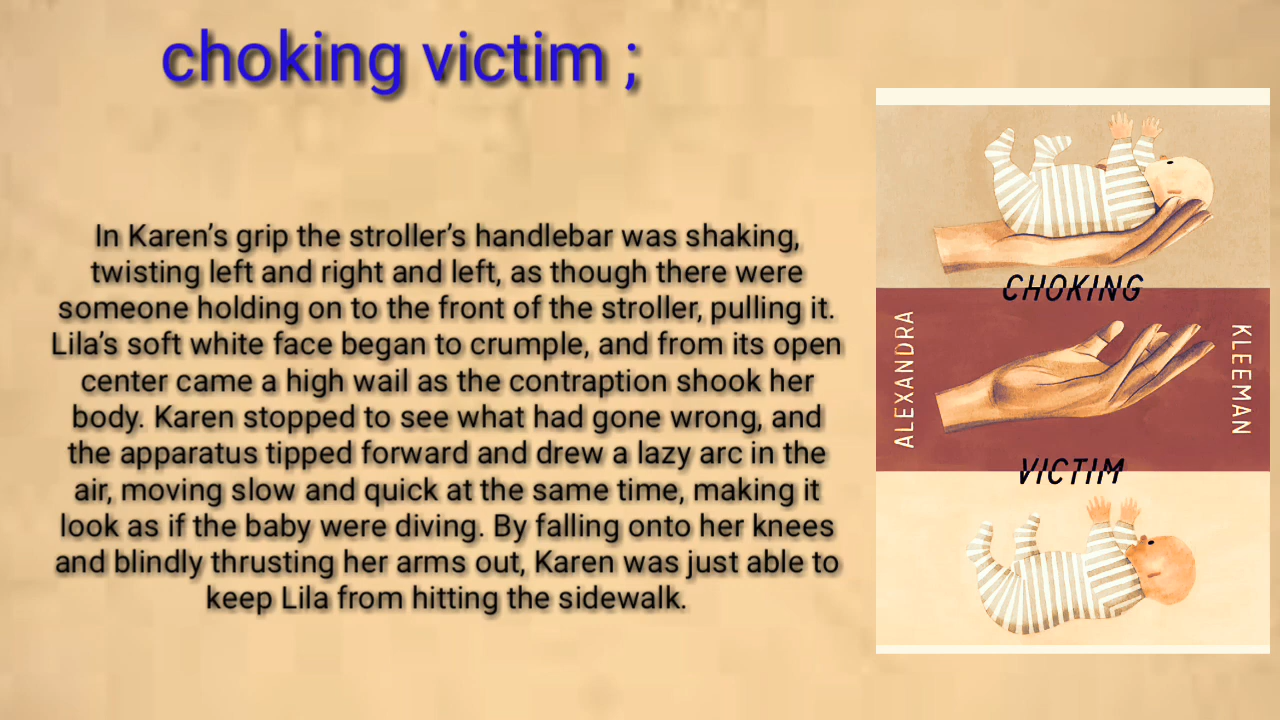 choking victim ;
In Karen’s grip the stroller’s handlebar was shaking,
twisting left and right and left, as though there were
someone holding on to the front of the stroller, pulling it.
Lila’s soft white face began to crumple, and from its open
center came a high wail as the contraption shook her
body. Karen stopped to see what had gone wrong, and
the apparatus tipped forward and drew a lazy arc in the
air, moving slow and quick at the same time, making it
look as if the baby were diving. By falling onto her knees
and blindly thrusting her arms out, Karen was just able to
keep Lila from hitting the sidewalk.
CHOKING
ALEXANDRA
KLEEMAN
VICTIM